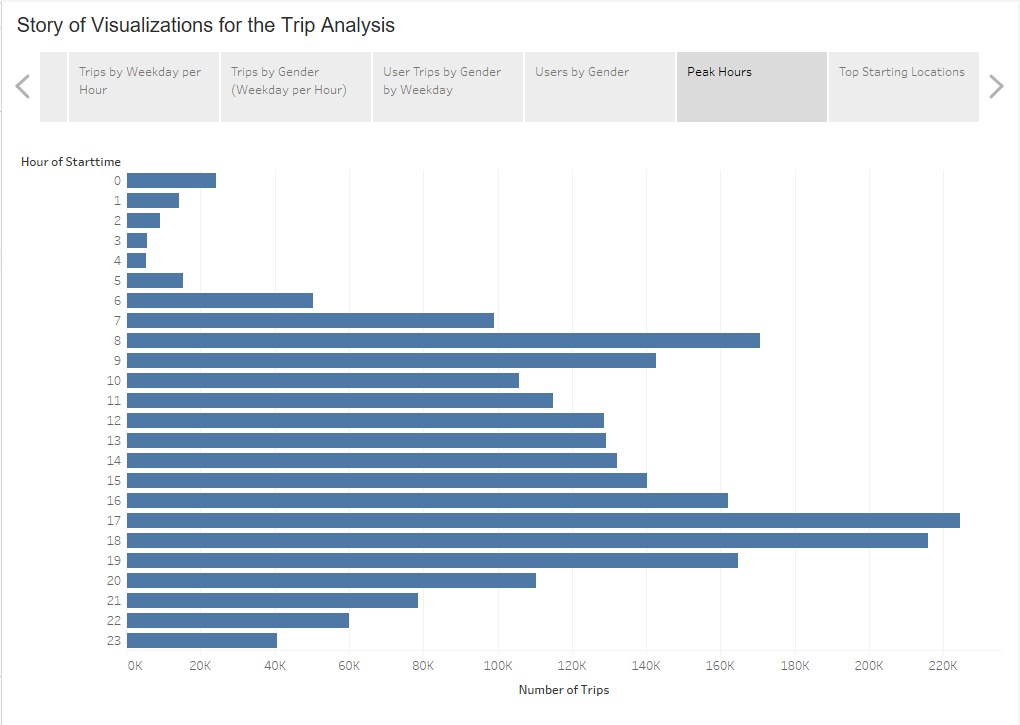 Story of Visualizations for the Trip Analysis
Trips by Weekday per
Hour
Trips by Gender
(Weekday per Hour)
User Trips by Gender
by Weekday
Users by Gender
Peak Hours
Top Starting Locations
Hour of Starttime
0
1
2
3
4
5
6
7
8
9
10
11
12
13
14
15
16
17
18
19
20
21
22
23
0K 20K 40K 60K 80K 100K 120K 140K 160K 180K 200K 220K
Number of Trips